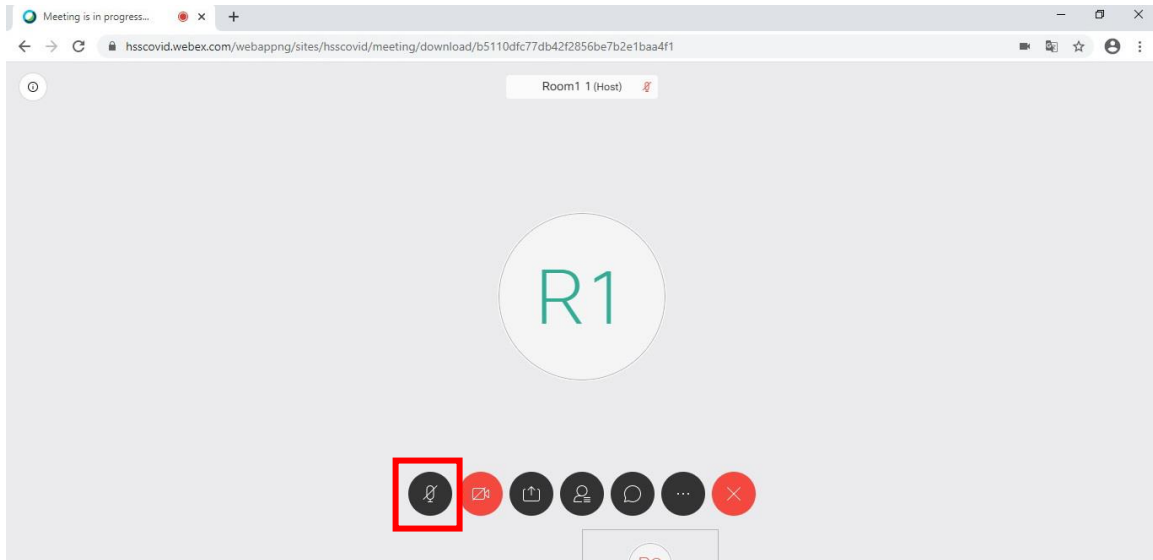 Meeting is in progress...
hsscovid.webex.com/webappng/sites/hsscovid/meeting/download/b5110dfc77db42f2856be7b2e1baa4f1
Room1 1 (Host)
R1